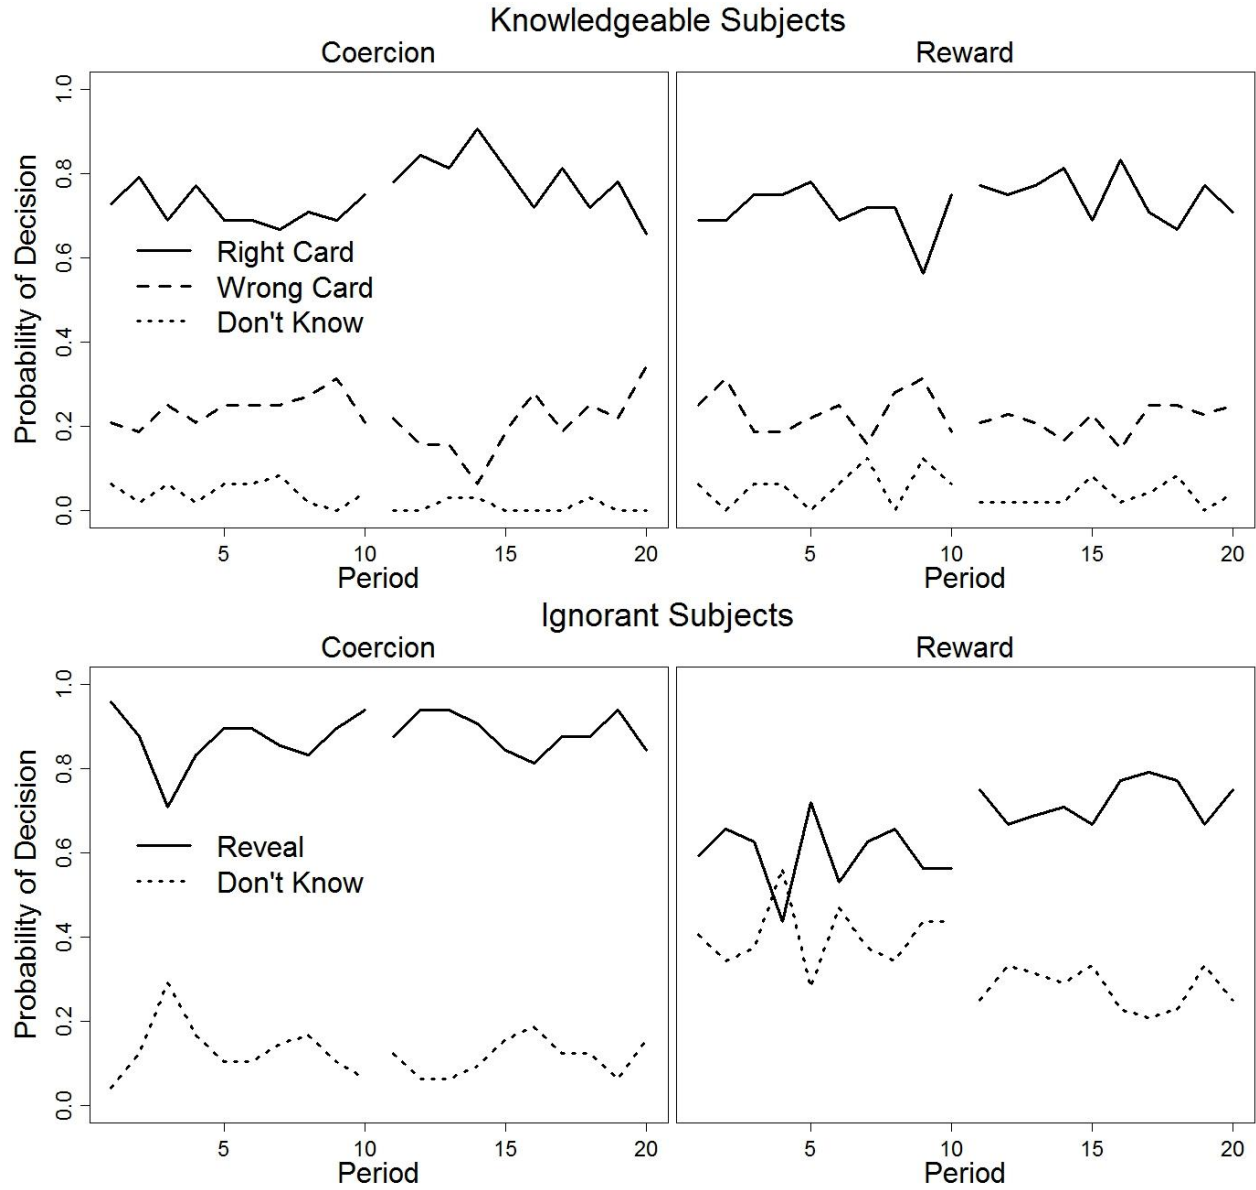 Knowledgeable Subjects
Coercion
Reward
Probability of Decision
1.0
0.8
0.6
0.4
0.2
0.0
Right Card
Wrong Card
Don't Know
5
10
15
20
5
10
15
20
Period
Period
Ignorant Subjects
Coercion
Reward
Probability of Decision
1.0
0.8
0.6
0.4
0.2
0.0
Reveal
Don't Know
5
10
15
20
5
10
15
20
Period
Period